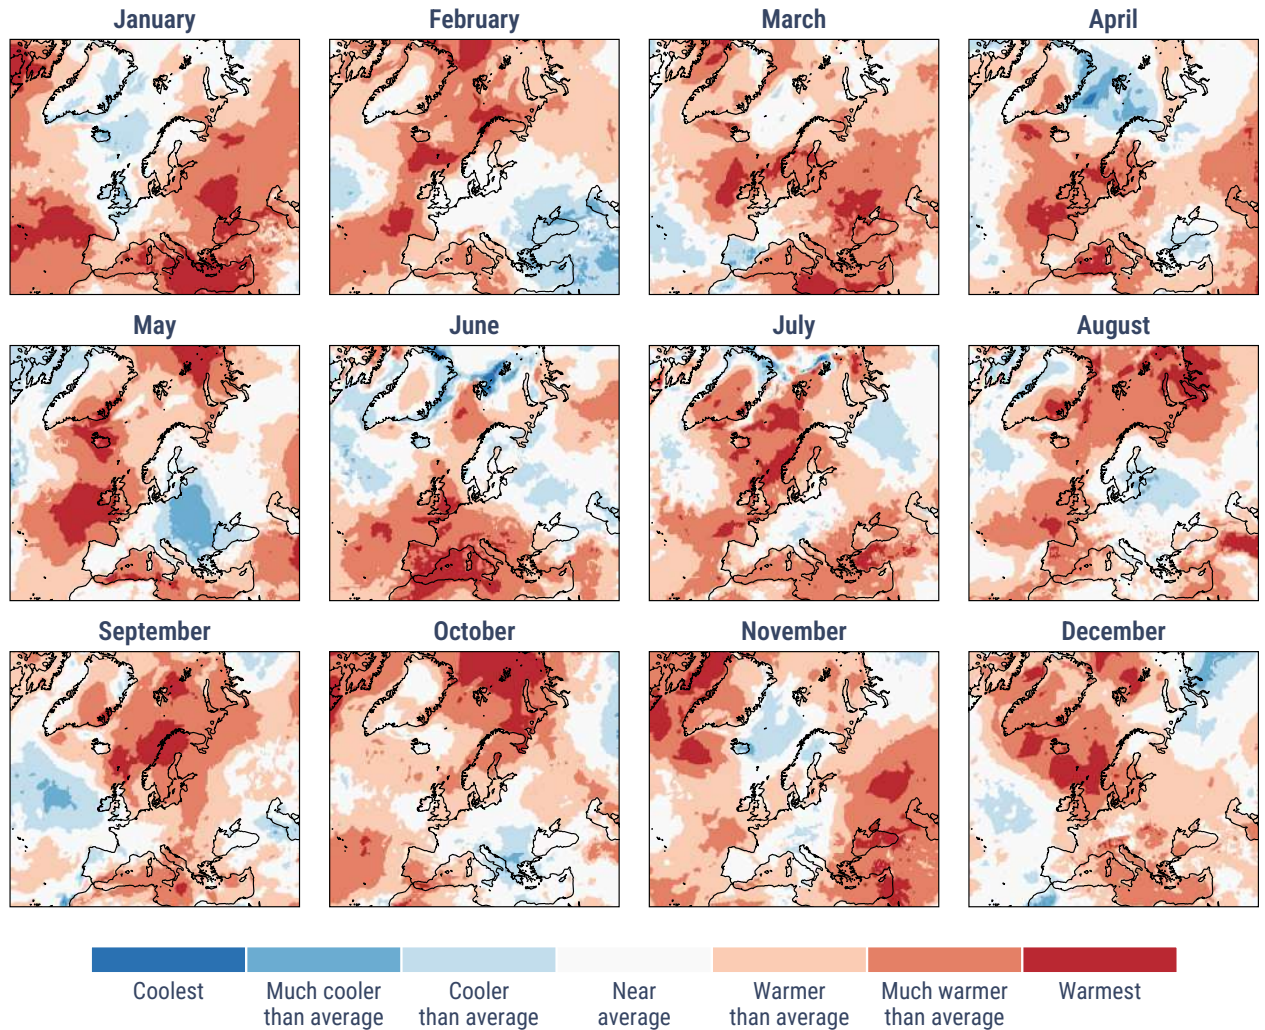 January
February
March
April
May
June
July
August
September
October
November
December
Coolest
Much cooler
than average
Cooler
than average
Near
average
Warmer
than average
Much warmer
than average
Warmest